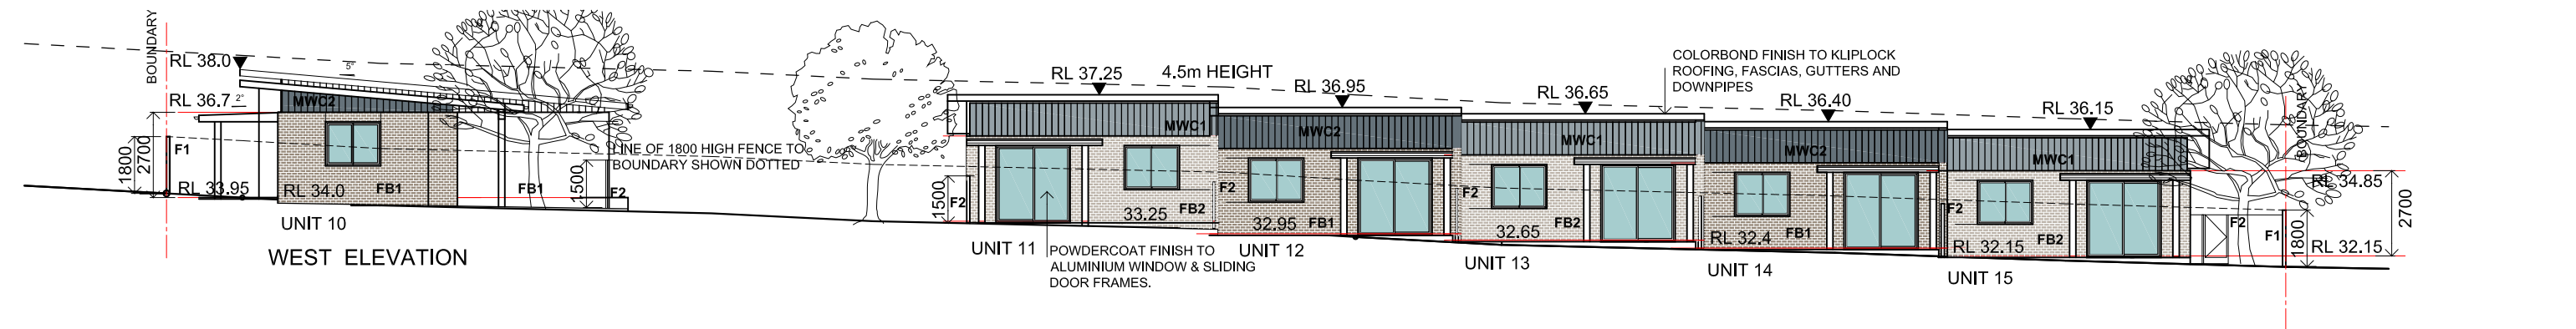 BOUNDARY
RL 38.0
5°
RL 36.7
2°
MWC2
1800
2700
F1
RL 33.95
RL 34.0
FB1
FB1
1500
F2
UNIT 10
WEST ELEVATION
LINE OF 1800 HIGH FENCE TO
BOUNDARY SHOWN DOTTED
RL 37.25
4.5m HEIGHT
RL 36.95
RL 36.65
COLORBOND FINISH TO KLIPLOCK
ROOFING, FASCIAS, GUTTERS AND
DOWNPIPES
RL 36.40
RL 36.15
BOUNDARY
MWC1
MWC2
MWC1
MWC2
MWC1
1500
F2
33.25
FB2
F2
32.95
FB1
F2
32.65
FB2
RL 32.4
FB1
F2
RL 32.15
FB2
F2
F1
1800
RL 34.85
2700
RL 32.15
UNIT 11
POWDERCOAT FINISH TO
ALUMINIUM WINDOW & SLIDING
DOOR FRAMES.
UNIT 12
UNIT 13
UNIT 14
UNIT 15